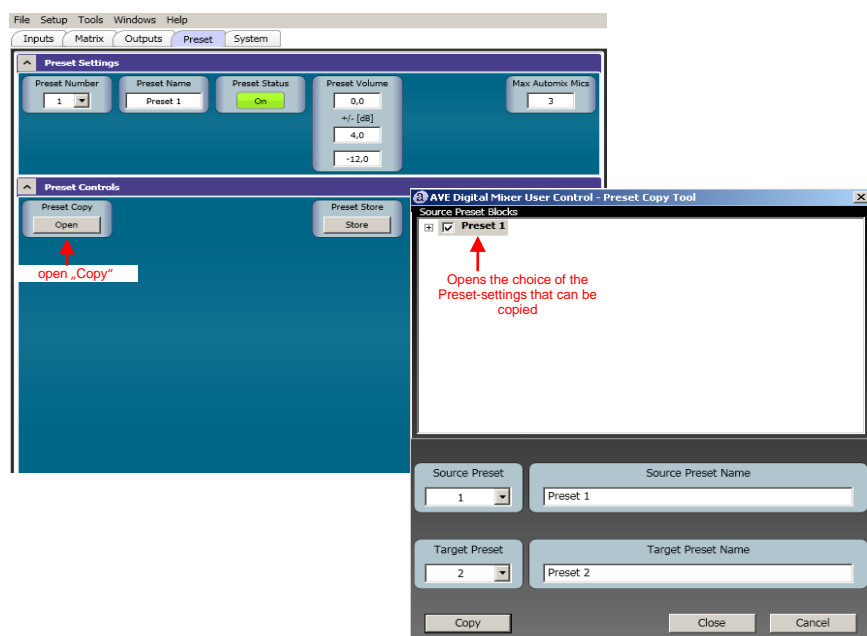 File Setup Tools Windows Help
Inputs Matrix Outputs Preset System
Preset Settings
Preset Number
1
Preset Name
Preset 1
Preset Status
On
Preset Volume
0,0
+/- [dB]
4,0
-12,0
Max Automix Mics
3
Preset Controls
Preset Copy
Open
open „Copy“
Preset Store
Store
AVE Digital Mixer User Control - Preset Copy Tool
Source Preset Blocks
Preset 1
Opens the choice of the
Preset-settings that can be
copied
Source Preset
1
Source Preset Name
Preset 1
Target Preset
2
Target Preset Name
Preset 2
Copy
Close
Cancel